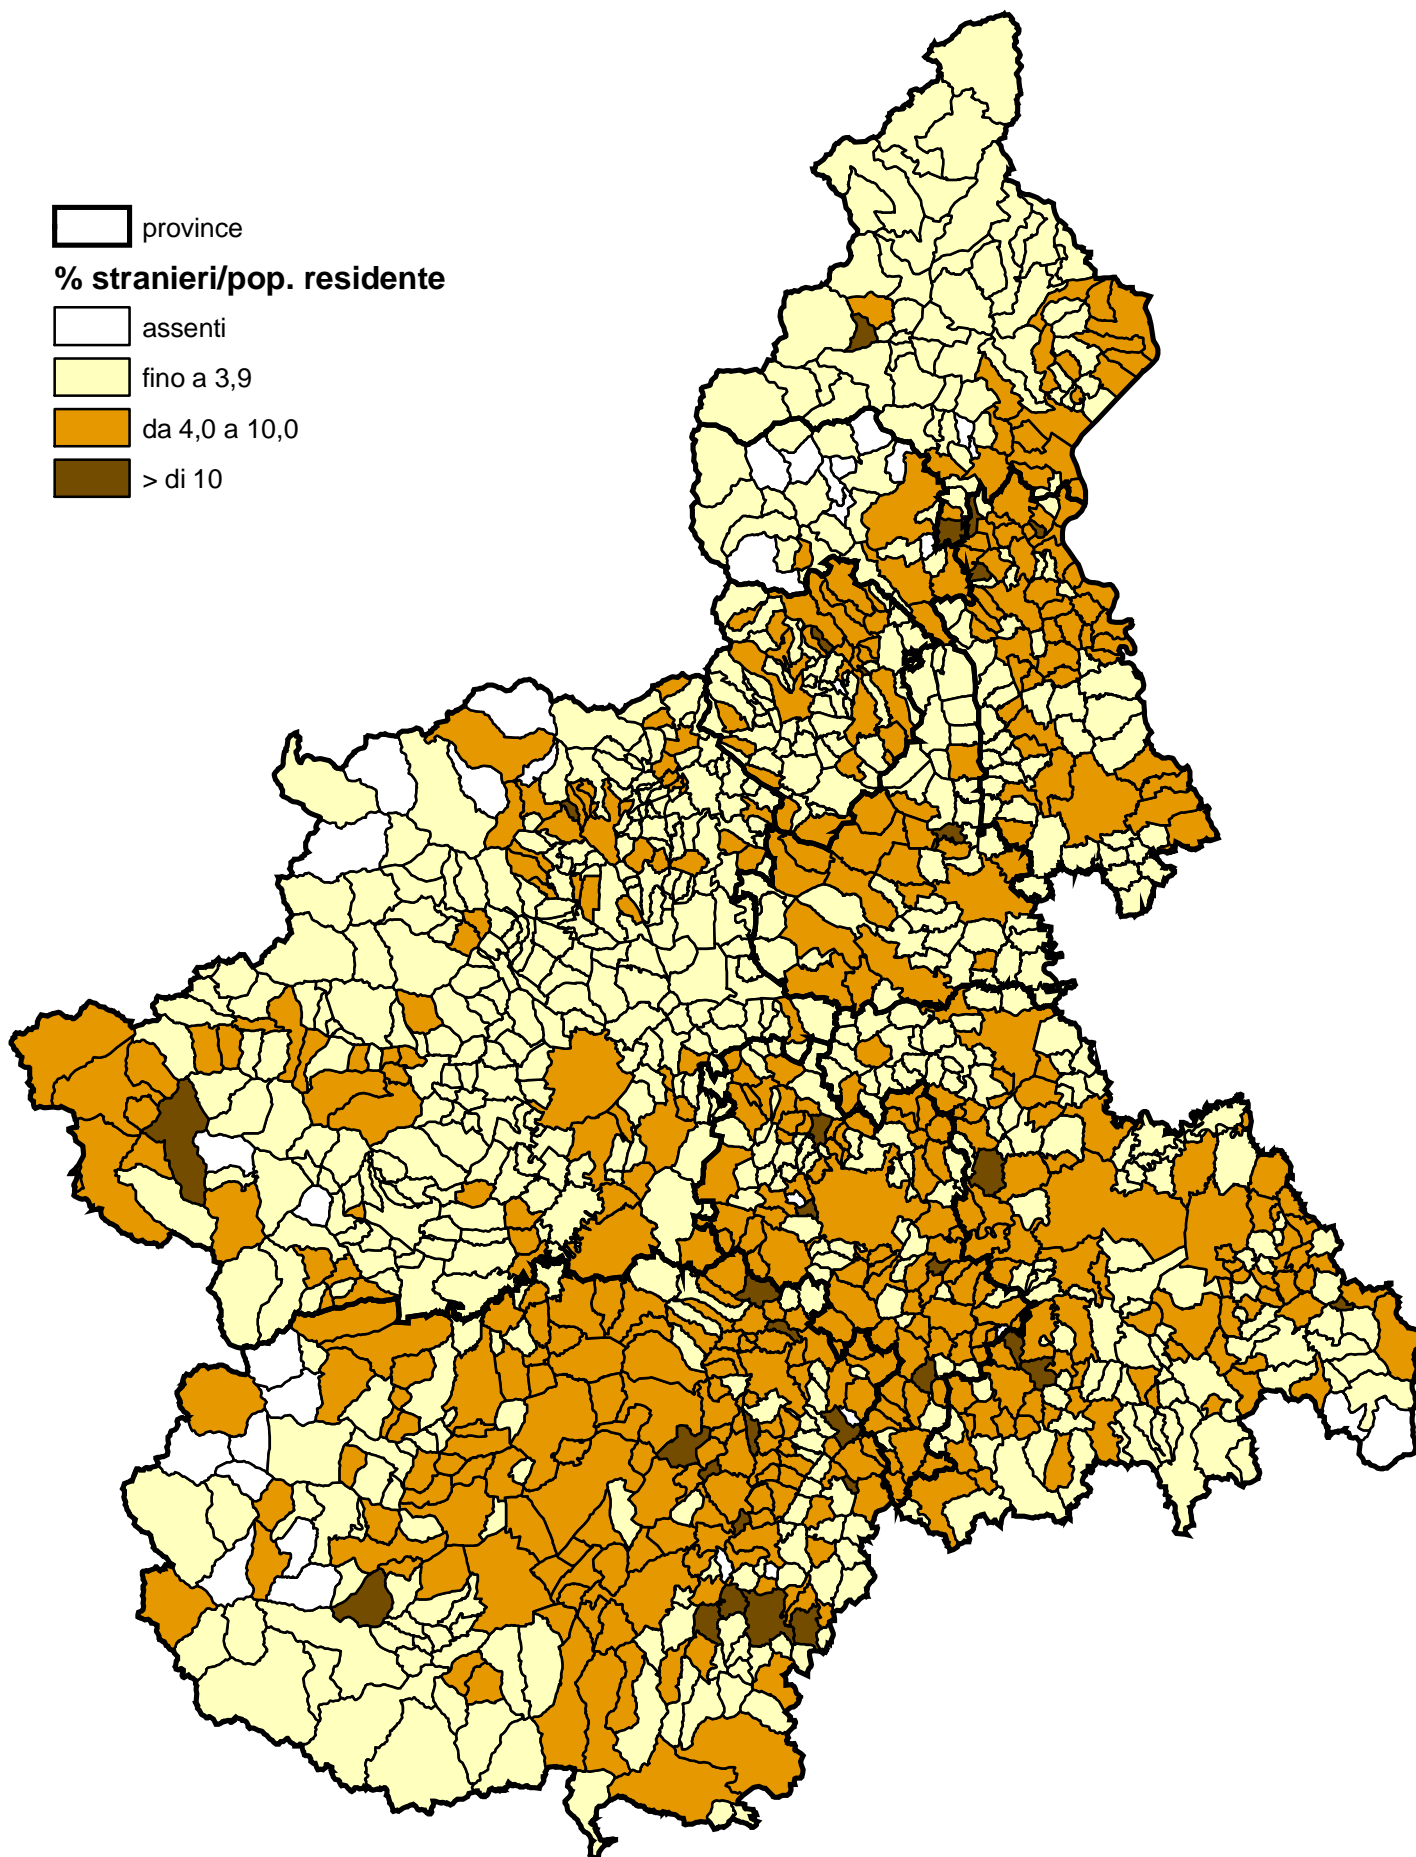 province
% stranieri/pop. residente
assenti
fino a 3,9
da 4,0 a 10,0
> di 10